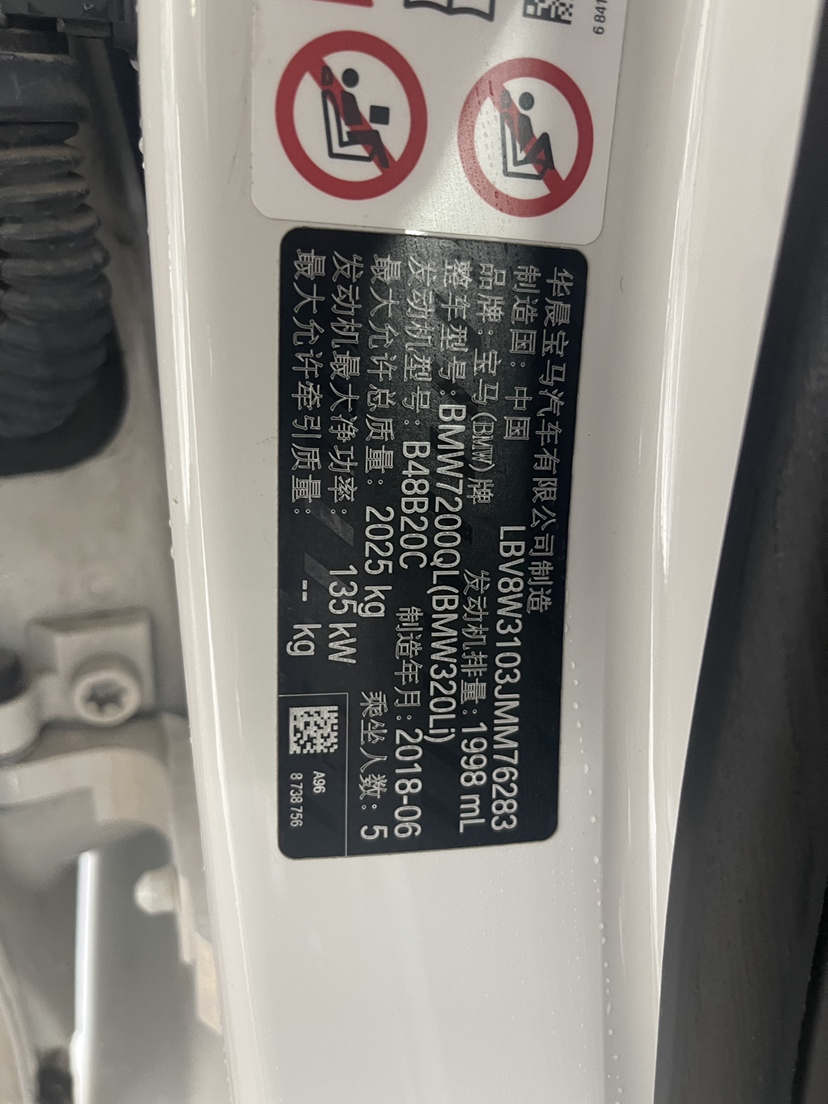 6 841
华晨宝马汽车有限公司制造
制造国：中国 LBV8W3103JMM76283
品牌：宝马(BMW)牌 发动机排量：1998 mL
整车型号：BMW7200QL(BMW320Li)
发动机型号：B48B20C 制造年月：2018-06
最大允许总质量：2025 kg 乘坐人数：5
发动机最大净功率：135 kW
最大允许牵引质量：-- kg
A96
8 738 756